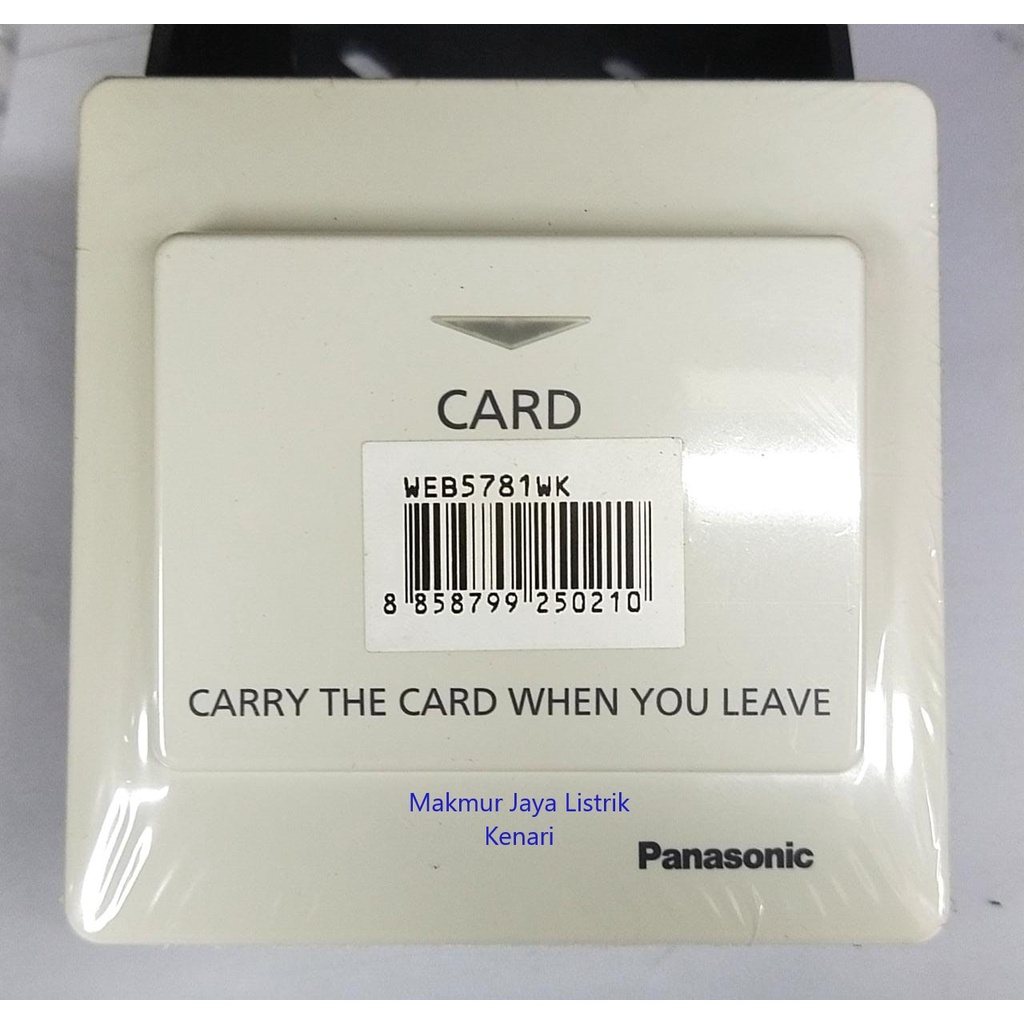 CARD
WEB5781WK
8 858799 250210
CARRY THE CARD WHEN YOU LEAVE
Makmur Jaya Listrik
Kenari
Panasonic